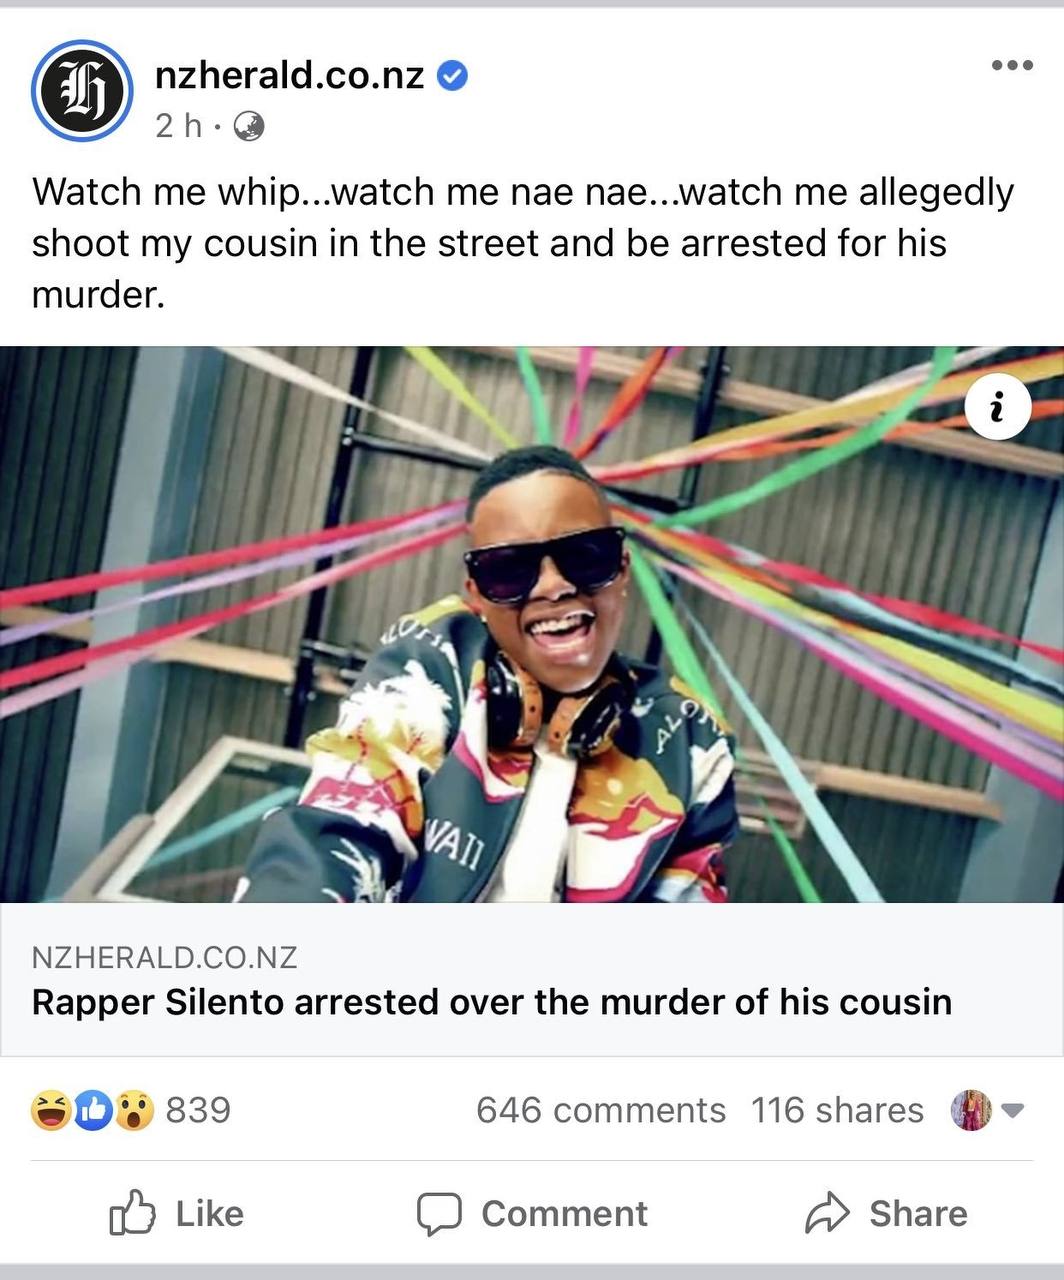 nzherald.co.nz
2 h ·
Watch me whip...watch me nae nae...watch me allegedly
shoot my cousin in the street and be arrested for his
murder.
i
ALOH
WAII
NZHERALD.CO.NZ
Rapper Silento arrested over the murder of his cousin
839
646 comments 116 shares
Like
Comment
Share